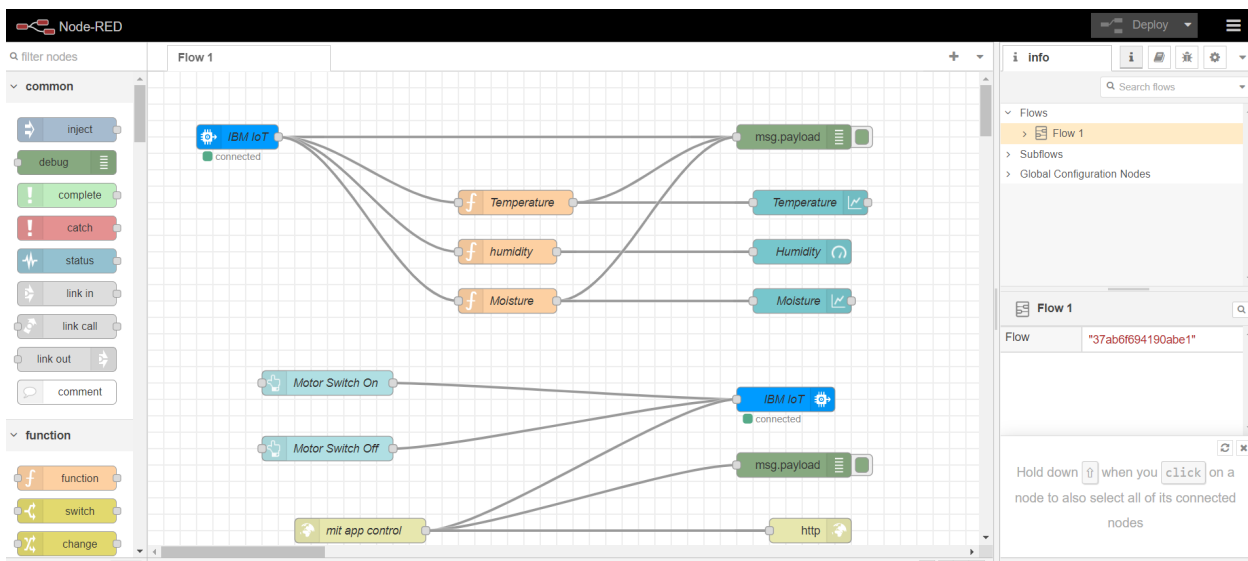 Node-RED
Deploy
filter nodes
common
inject
debug
complete
catch
status
link in
link call
link out
comment
function
function
switch
change
Flow 1
IBM IoT
connected
msg.payload
Temperature
Temperature
humidity
Humidity
Moisture
Moisture
Motor Switch On
IBM IoT
connected
Motor Switch Off
msg.payload
mit app control
http
i info
i
Search flows
Flows
Flow 1
Subflows
Global Configuration Nodes
Flow 1
Flow "37ab6f694190abe1"
Hold down ⇧ when you click on a
node to also select all of its connected
nodes